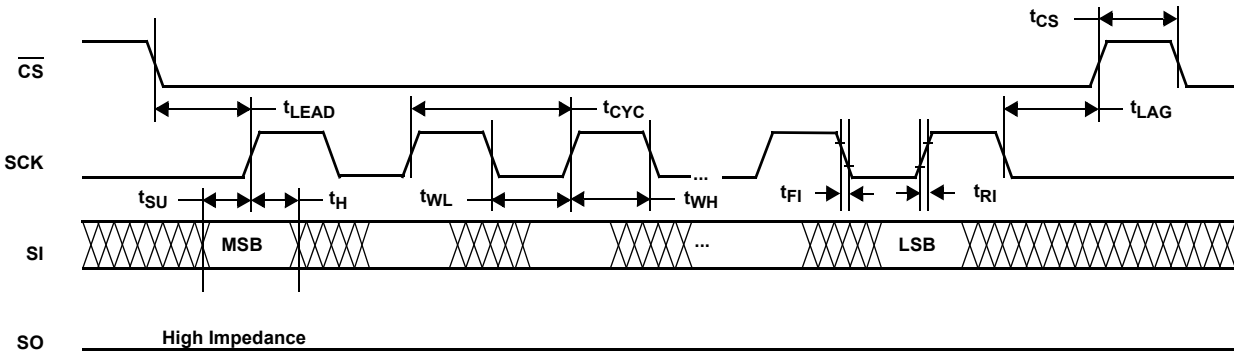 tCS
CS
tLEAD
tCYC
tLAG
SCK
...
tSU
tH
tWL
tWH
tFI
tRI
SI
MSB
...
LSB
SO
High Impedance